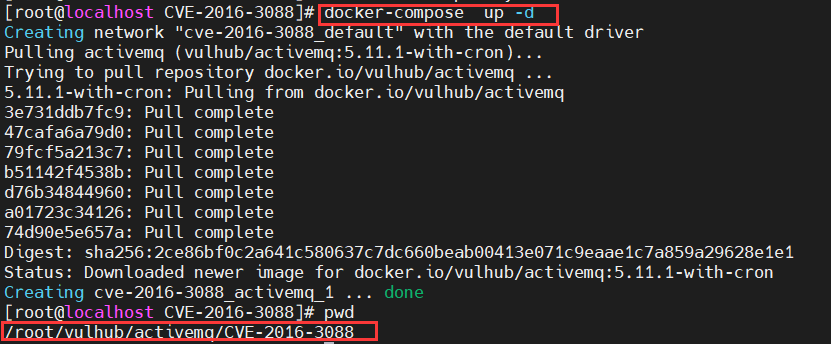 [root@localhost CVE-2016-3088]# docker-compose  up -d
Creating network "cve-2016-3088_default" with the default driver
Pulling activemq (vulhub/activemq:5.11.1-with-cron)...
Trying to pull repository docker.io/vulhub/activemq ...
5.11.1-with-cron: Pulling from docker.io/vulhub/activemq
3e731ddb7fc9: Pull complete
47cafa6a79d0: Pull complete
79fcf5a213c7: Pull complete
b51142f4538b: Pull complete
d76b34844960: Pull complete
a01723c34126: Pull complete
74d90e5e657a: Pull complete
Digest: sha256:2ce86bf0c2a641c580637c7dc660beab00413e071c9eaae1c7a859a29628e1e1
Status: Downloaded newer image for docker.io/vulhub/activemq:5.11.1-with-cron
Creating cve-2016-3088_activemq_1 ... done
[root@localhost CVE-2016-3088]# pwd
/root/vulhub/activemq/CVE-2016-3088